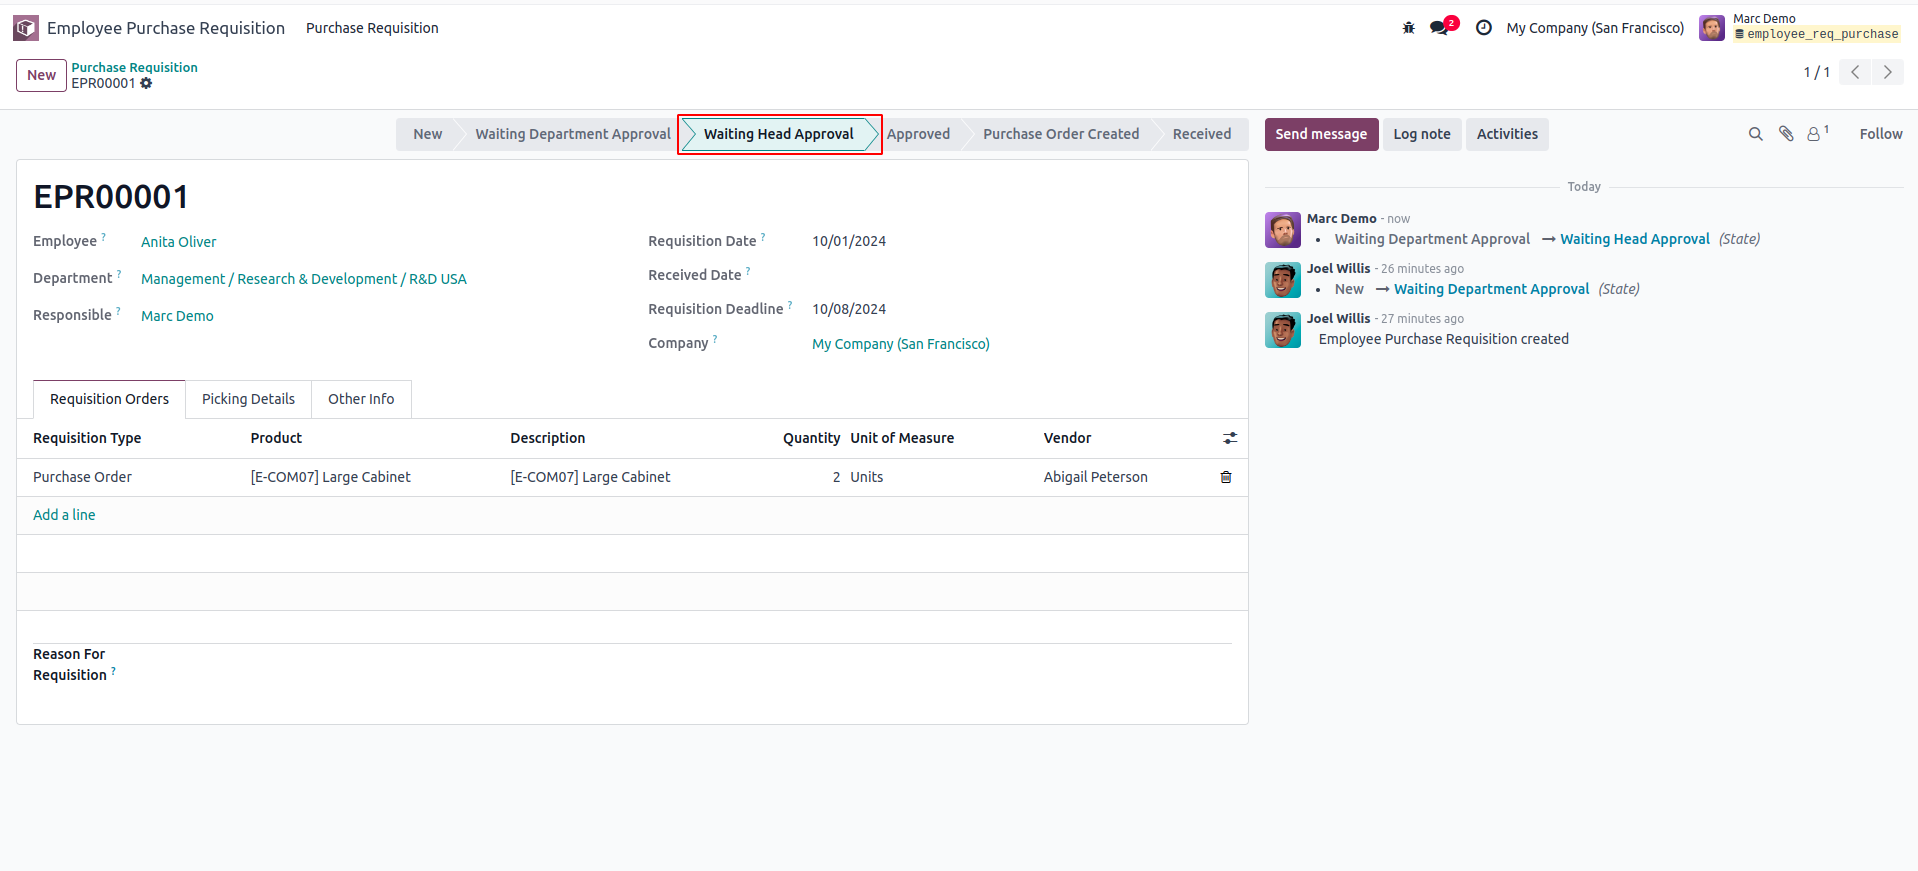 Employee Purchase Requisition Purchase Requisition 2 My Company (San Francisco) Marc Demo
employee_req_purchase
New Purchase Requisition
EPR00001 1 / 1
New Waiting Department Approval Waiting Head Approval Approved Purchase Order Created Received Send message Log note Activities 1 Follow
EPR00001
Employee ? Anita Oliver
Department ? Management / Research & Development / R&D USA
Responsible ? Marc Demo
Requisition Date ? 10/01/2024
Received Date ?
Requisition Deadline ? 10/08/2024
Company ? My Company (San Francisco)
Requisition Orders Picking Details Other Info
Requisition Type Product Description Quantity Unit of Measure Vendor
Purchase Order [E-COM07] Large Cabinet [E-COM07] Large Cabinet 2 Units Abigail Peterson
Add a line
Reason For
Requisition ?
Today
Marc Demo - now
• Waiting Department Approval → Waiting Head Approval (State)
Joel Willis - 26 minutes ago
• New → Waiting Department Approval (State)
Joel Willis - 27 minutes ago
Employee Purchase Requisition created